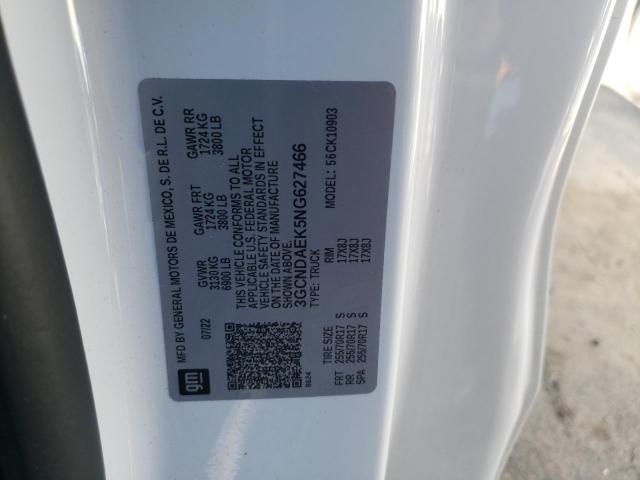 gm
MFD BY GENERAL MOTORS DE MEXICO, S. DE R.L. DE C.V.
07/22
GVWR GAWR FRT GAWR RR
3130 KG 1724 KG 1724 KG
6900 LB 3800 LB 3800 LB
THIS VEHICLE CONFORMS TO ALL
APPLICABLE U.S. FEDERAL MOTOR
VEHICLE SAFETY STANDARDS IN EFFECT
ON THE DATE OF MANUFACTURE
3GCNDAEK5NG627466
TYPE: TRUCK MODEL: 56CK10903
TIRE SIZE RIM
FRT 255/70R17 S 17X8J
RR 255/70R17 S 17X8J
SPA 255/70R17 S 17X8J